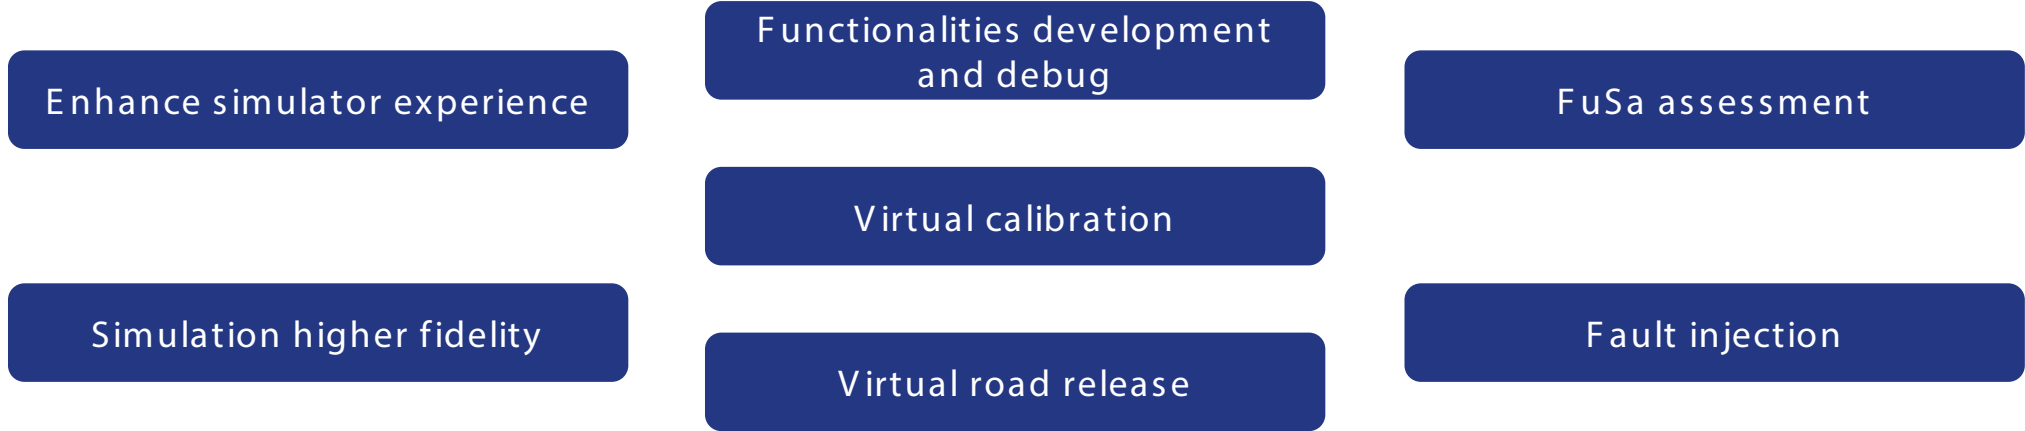 Enhance simulator experience
Simulation higher fidelity
Functionalities development
and debug
Virtual calibration
Virtual road release
FuSa assessment
Fault injection